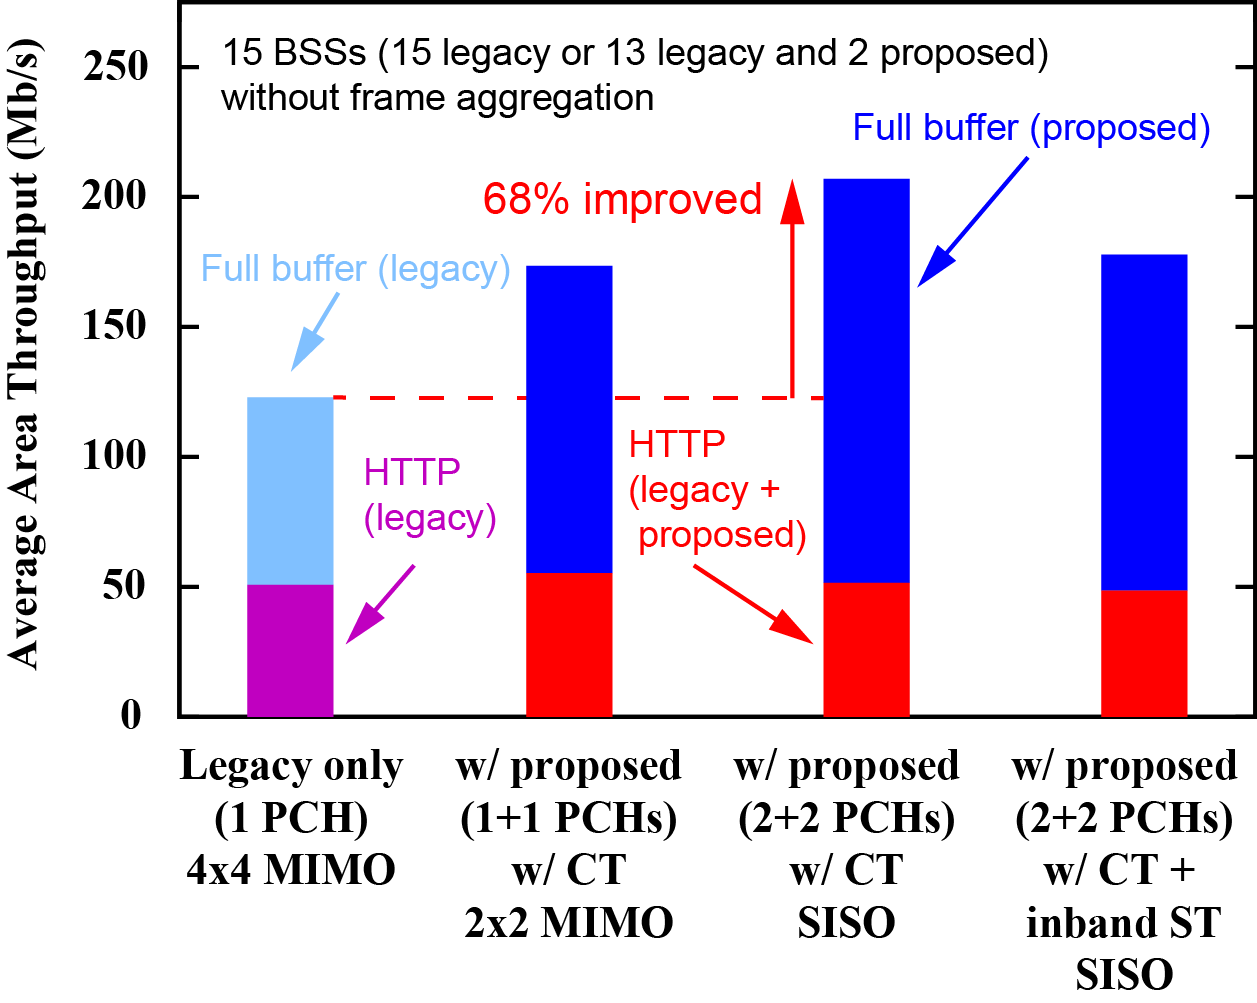 Average Area Throughput (Mb/s)
250
200
150
100
50
0
15 BSSs (15 legacy or 13 legacy and 2 proposed)
without frame aggregation
Full buffer (proposed)
68% improved
Full buffer (legacy)
HTTP
(legacy)
HTTP
(legacy +
proposed)
Legacy only
(1 PCH)
4x4 MIMO
w/ proposed
(1+1 PCHs)
w/ CT
2x2 MIMO
w/ proposed
(2+2 PCHs)
w/ CT
SISO
w/ proposed
(2+2 PCHs)
w/ CT +
inband ST
SISO